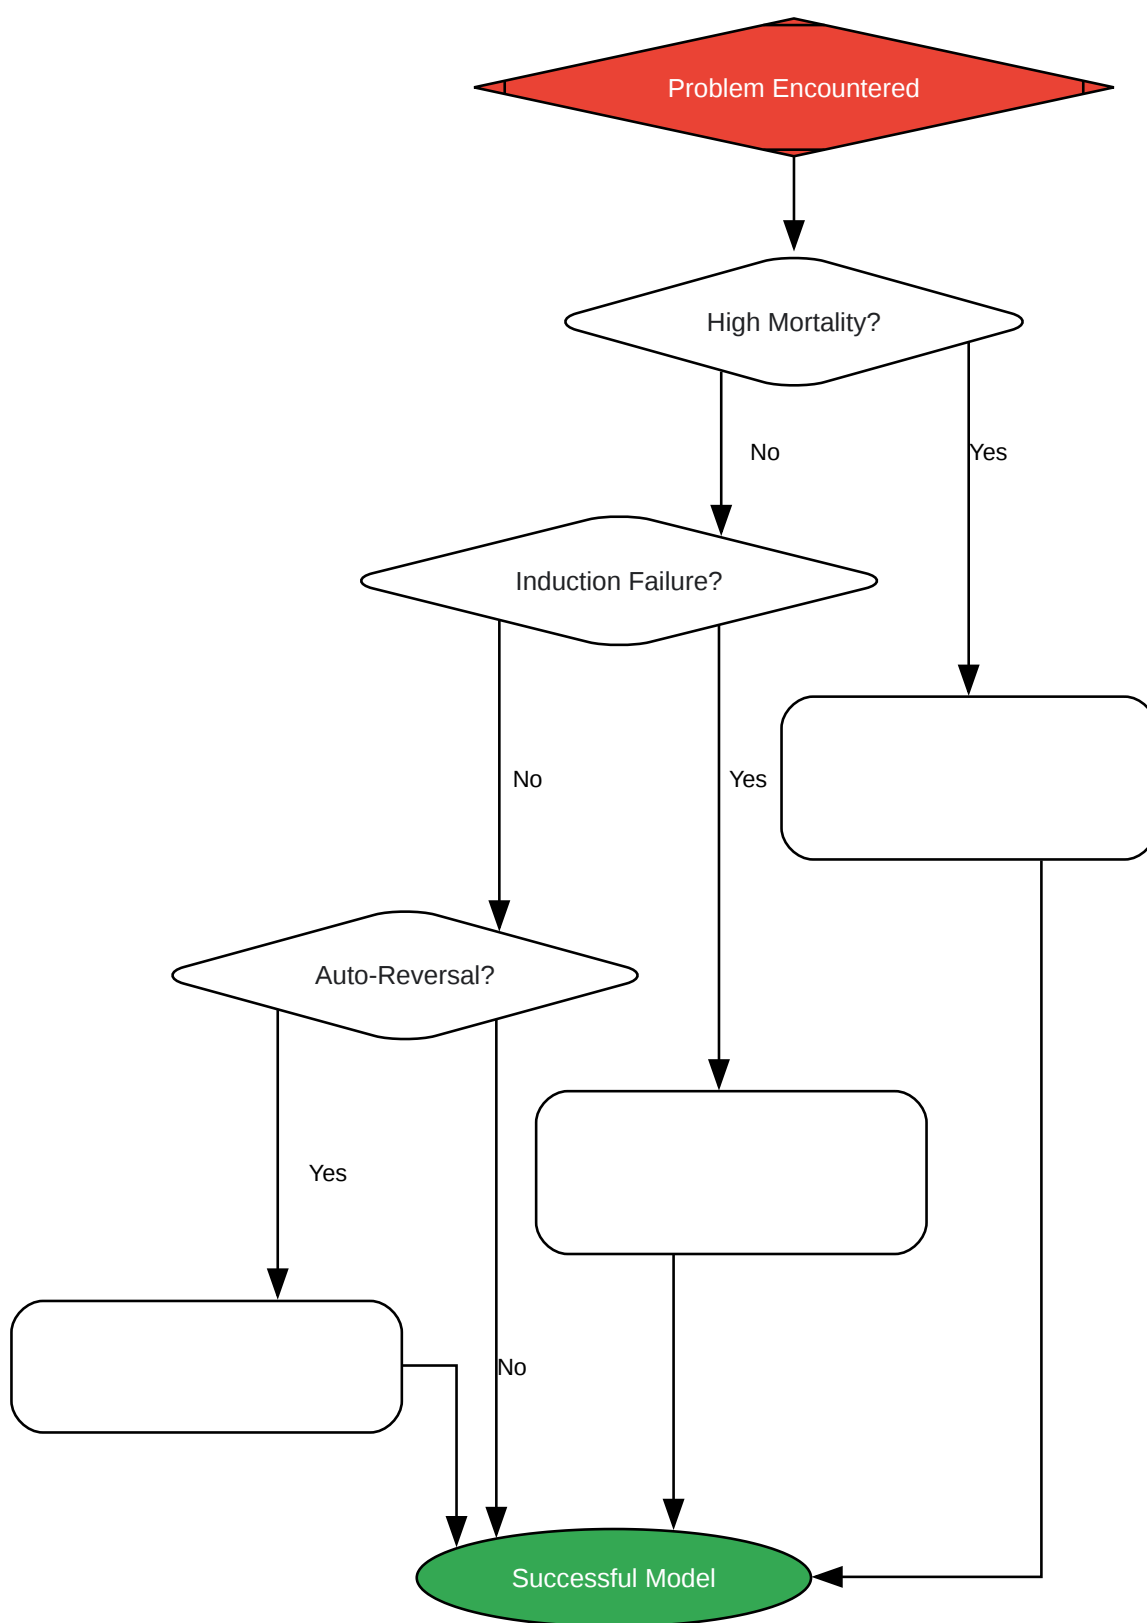 Problem Encountered
High Mortality?
No
Yes
Induction Failure?
No
Yes
Auto-Reversal?
Yes
No
Successful Model